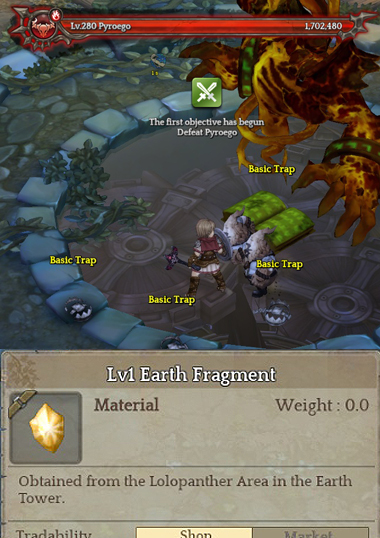 Lv.280 Pyroego 1,702,480
The first objective has begun
Defeat Pyroego
Basic Trap
Basic Trap
Basic Trap
Basic Trap
Lv1 Earth Fragment
Material Weight : 0.0
Obtained from the Lolopanther Area in the Earth
Tower.
Tradability Shop Market